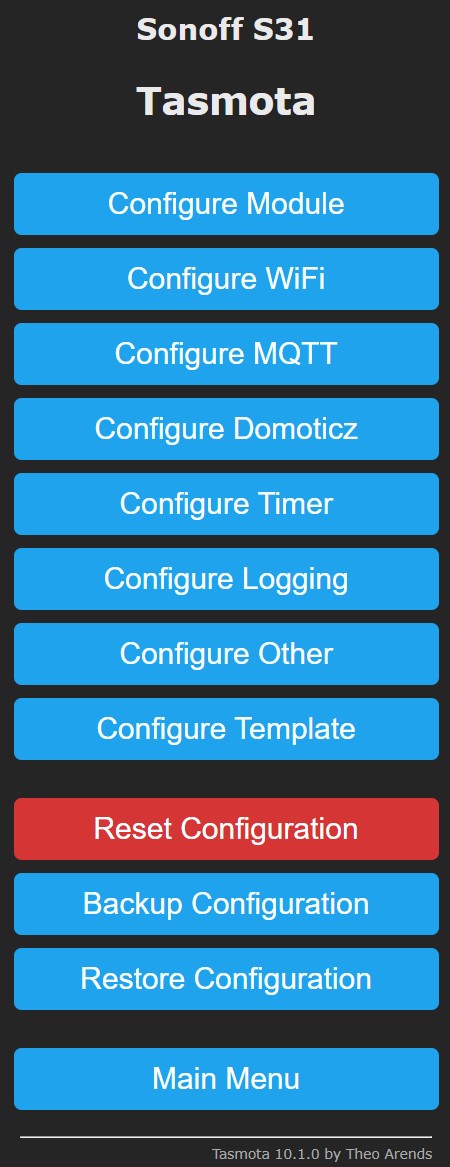 Sonoff S31
Tasmota
Configure Module
Configure WiFi
Configure MQTT
Configure Domoticz
Configure Timer
Configure Logging
Configure Other
Configure Template
Reset Configuration
Backup Configuration
Restore Configuration
Main Menu
Tasmota 10.1.0 by Theo Arends